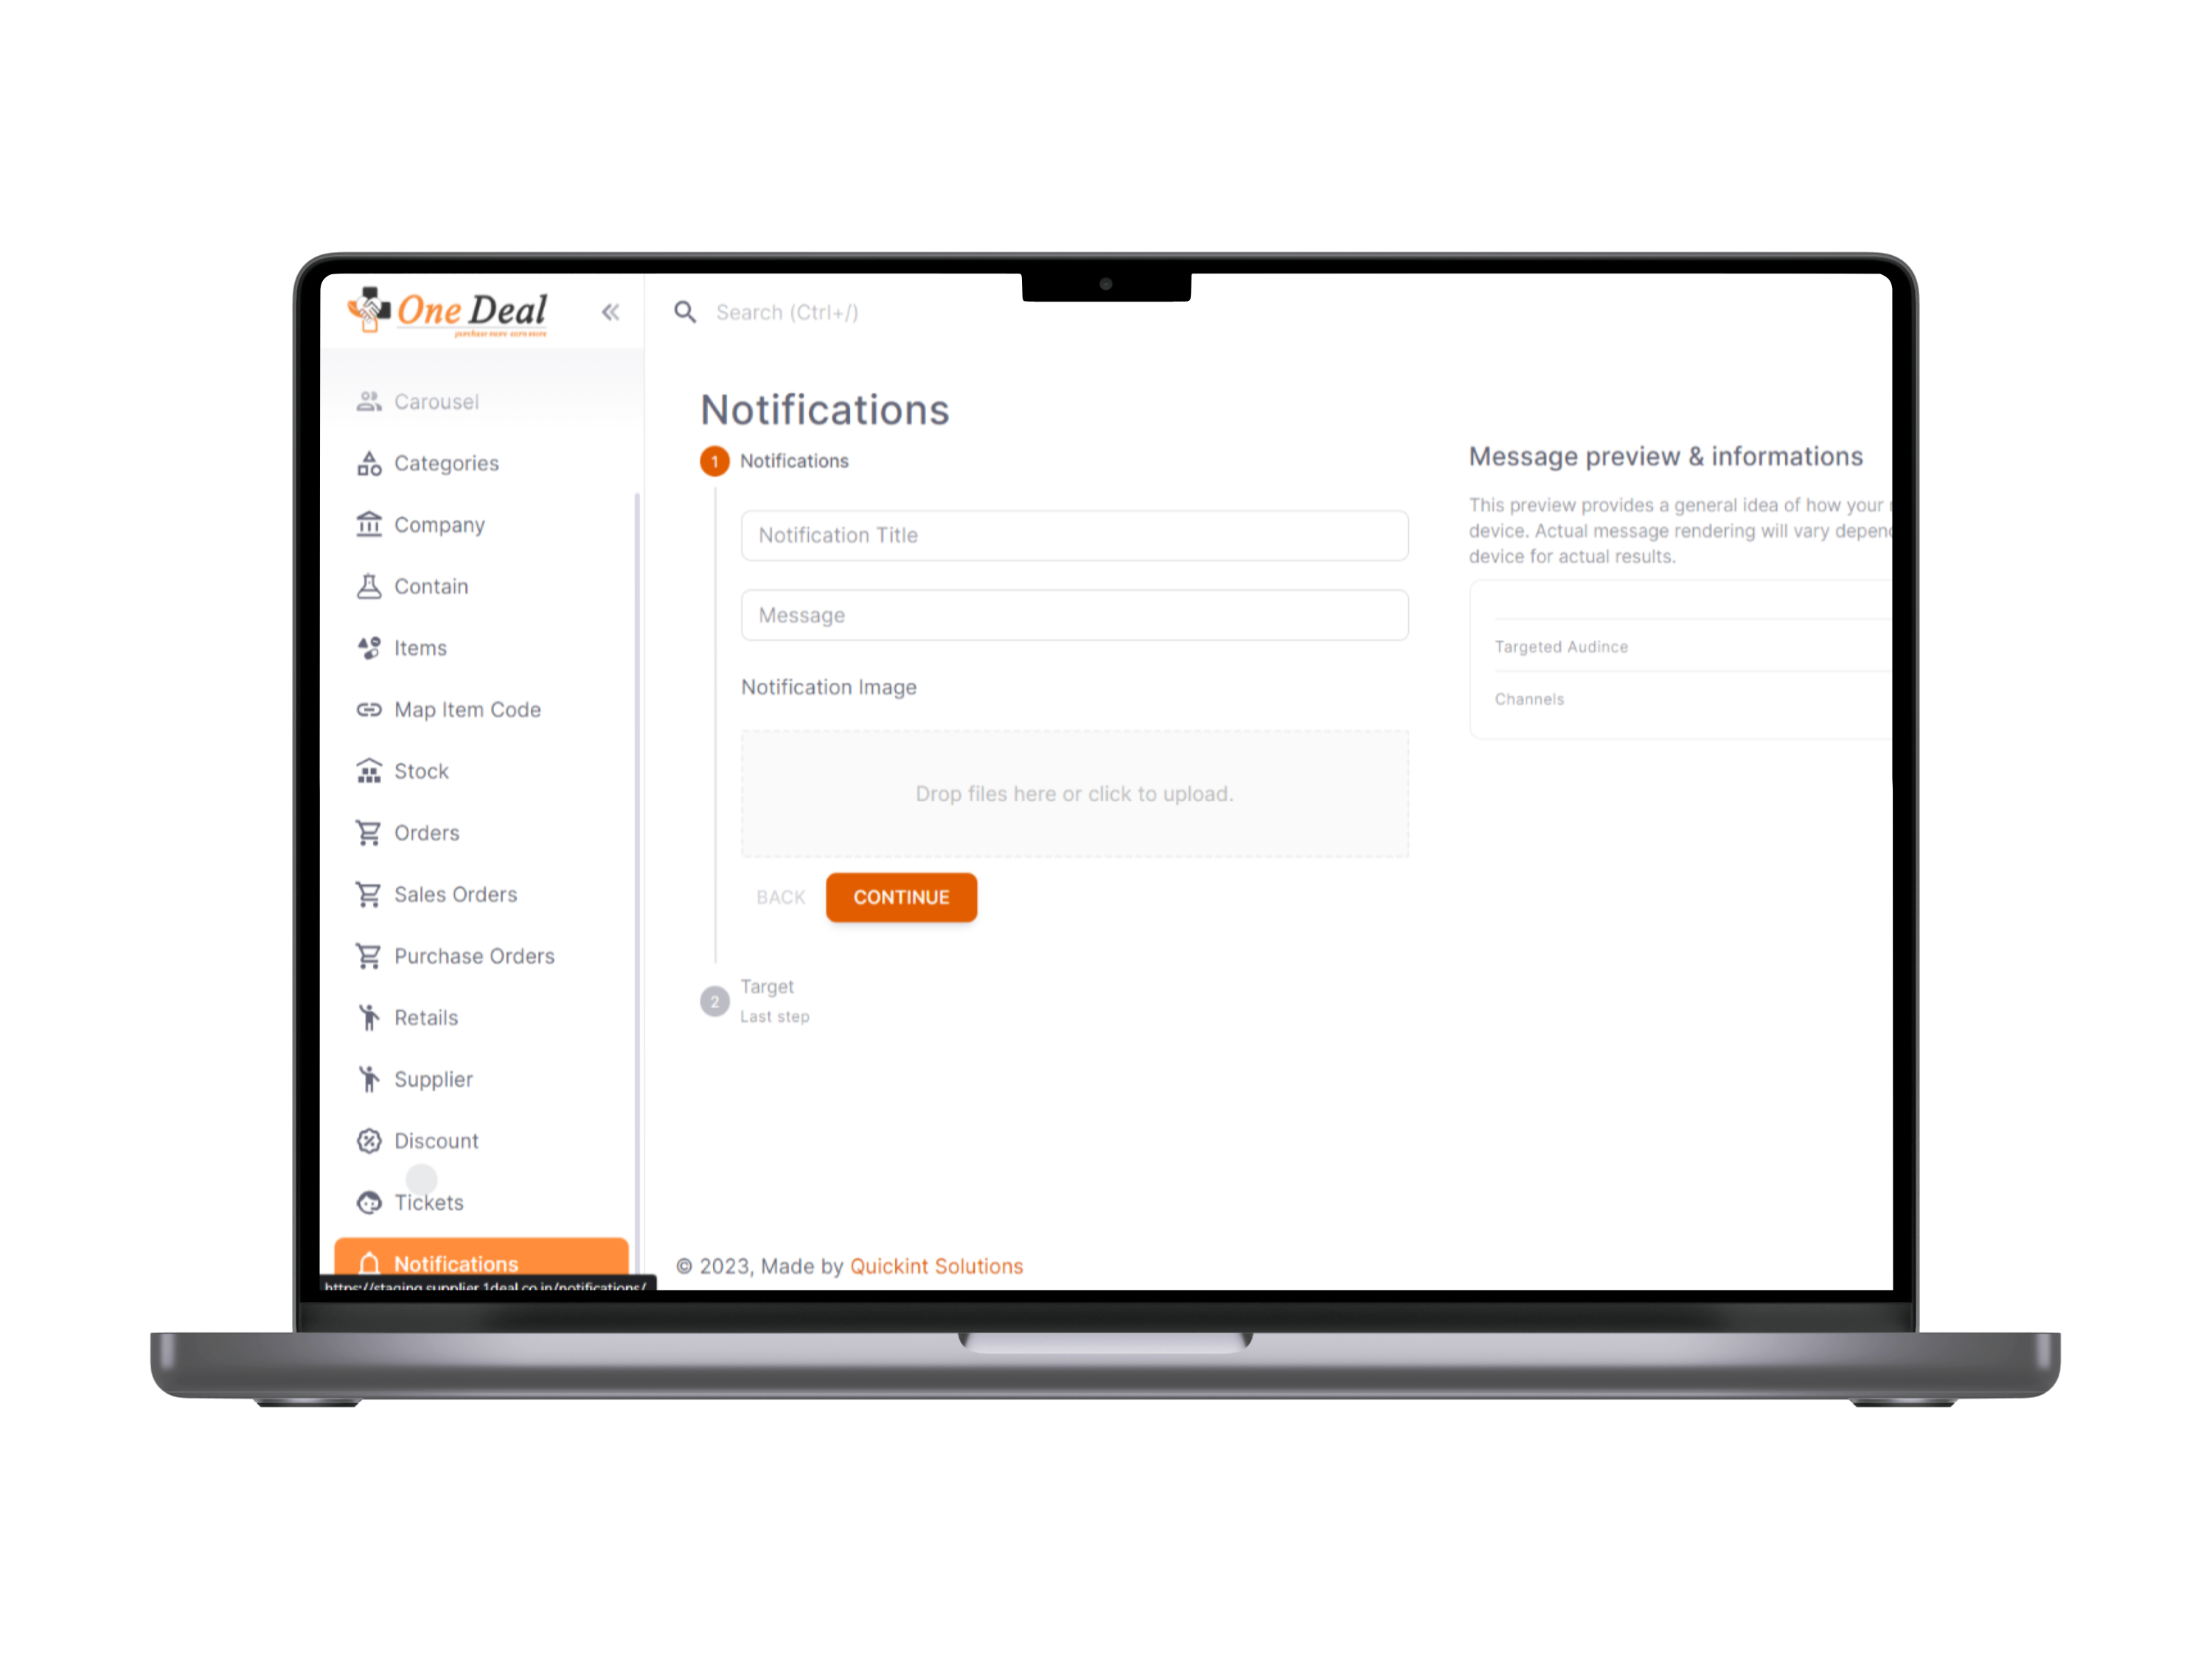 One Deal
purchase more earn more
Search (Ctrl+/)
Carousel
Categories
Company
Contain
Items
Map Item Code
Stock
Orders
Sales Orders
Purchase Orders
Retails
Supplier
Discount
Tickets
Notifications
https://staging.supplier.1deal.co.in/notifications/
Notifications
1 Notifications
Notification Title
Message
Notification Image
Drop files here or click to upload.
BACK CONTINUE
2 Target
Last step
Message preview & informations
This preview provides a general idea of how your
device. Actual message rendering will vary depen
device for actual results.
Targeted Audince
Channels
© 2023, Made by Quickint Solutions